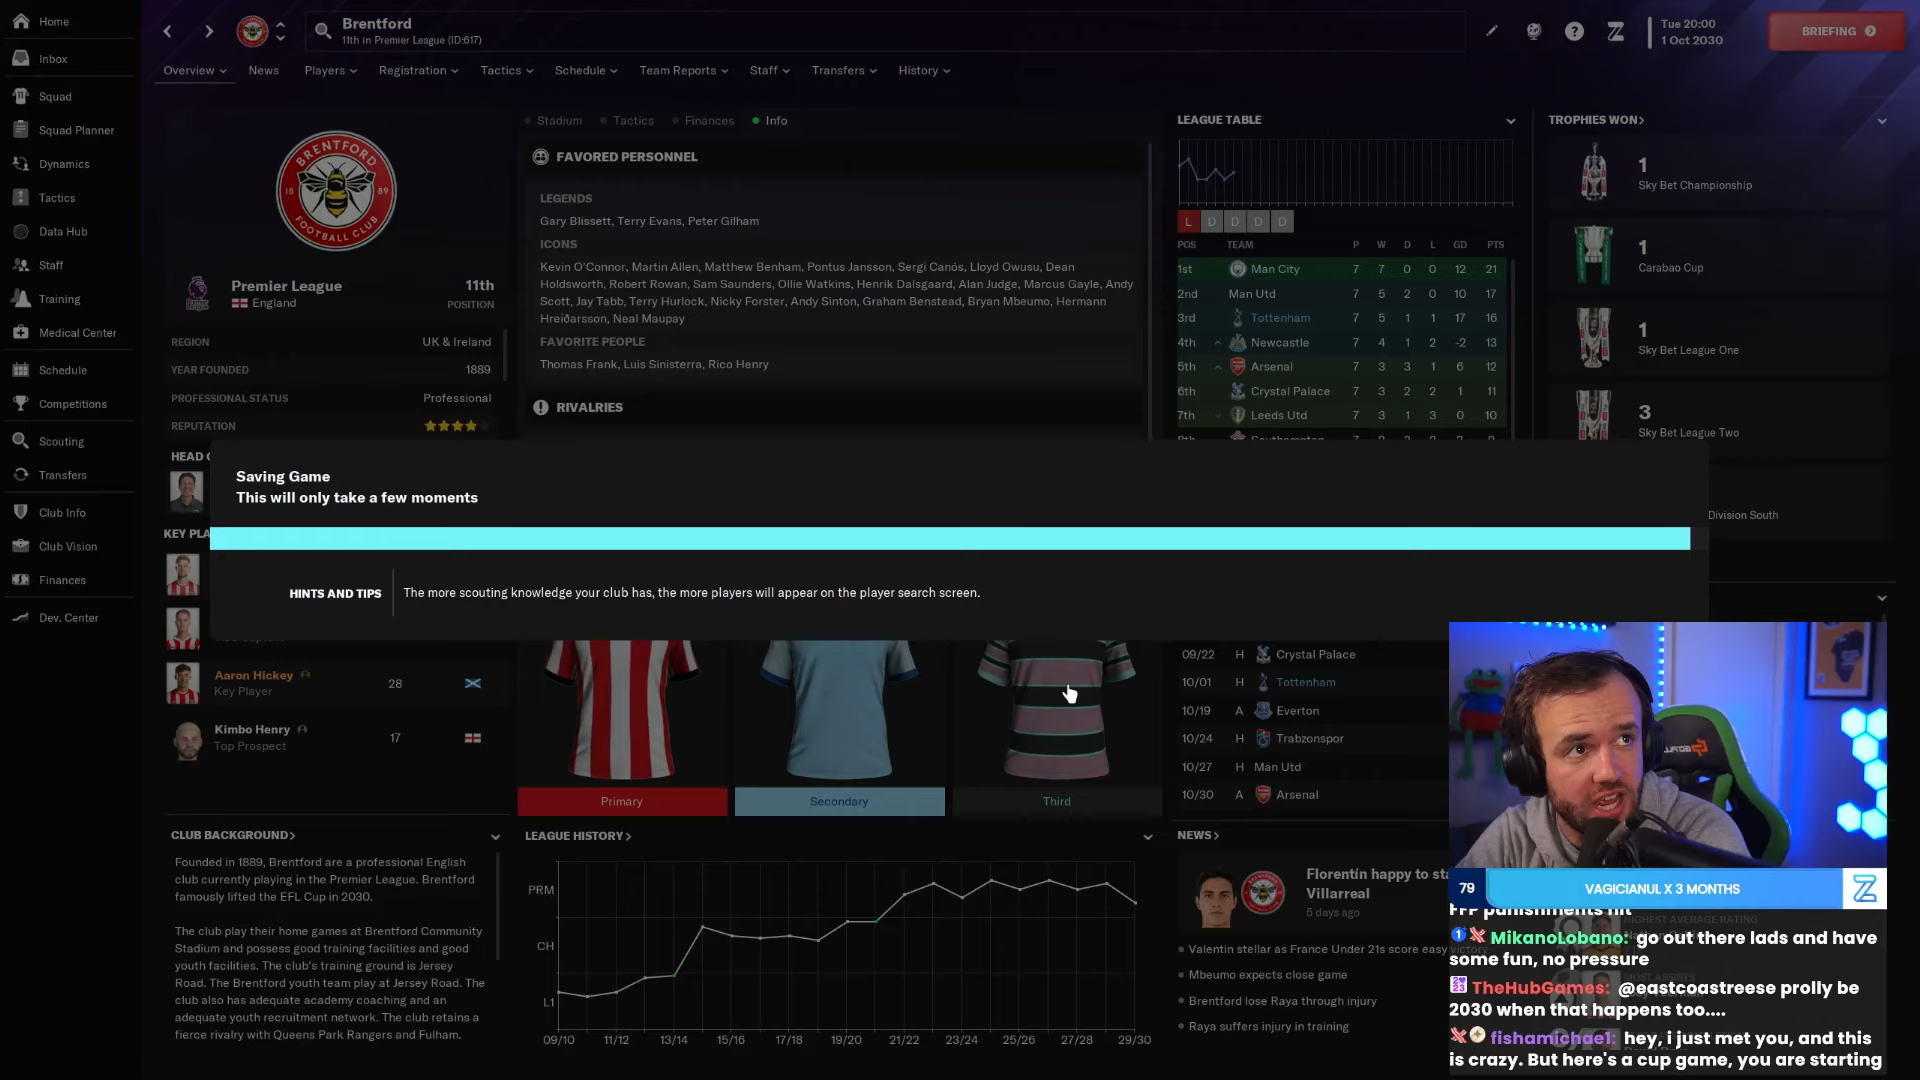 Home
Inbox
Squad
Squad Planner
Dynamics
Tactics
Data Hub
Staff
Training
Medical Center
Schedule
Competitions
Scouting
Transfers
Club Info
Club Vision
Finances
Dev. Center
Brentford
11th in Premier League (ID:617)
Tue 20:00
1 Oct 2030
BRIEFING
Overview News Players Registration Tactics Schedule Team Reports Staff Transfers History
BRENTFORD
18 89
FOOTBALL CLUB
Premier League 11th
England POSITION
REGION UK & Ireland
YEAR FOUNDED 1889
PROFESSIONAL STATUS Professional
REPUTATION
HEAD
KEY PLA
Aaron Hickey 28
Key Player
Kimbo Henry 17
Top Prospect
Stadium Tactics Finances Info
FAVORED PERSONNEL
LEGENDS
Gary Blissett, Terry Evans, Peter Gilham
ICONS
Kevin O'Connor, Martin Allen, Matthew Benham, Pontus Jansson, Sergi Canós, Lloyd Owusu, Dean
Holdsworth, Robert Rowan, Sam Saunders, Ollie Watkins, Henrik Dalsgaard, Alan Judge, Marcus Gayle, Andy
Scott, Jay Tabb, Terry Hurlock, Nicky Forster, Andy Sinton, Graham Benstead, Bryan Mbeumo, Hermann
Hreiðarsson, Neal Maupay
FAVORITE PEOPLE
Thomas Frank, Luis Sinisterra, Rico Henry
RIVALRIES
LEAGUE TABLE
L D D D D
POS TEAM P W D L GD PTS
1st Man City 7 7 0 0 12 21
2nd Man Utd 7 5 2 0 10 17
3rd Tottenham 7 5 1 1 17 16
4th Newcastle 7 4 1 2 -2 13
5th Arsenal 7 3 3 1 6 12
6th Crystal Palace 7 3 2 2 1 11
7th Leeds Utd 7 3 1 3 0 10
TROPHIES WON>
1
Sky Bet Championship
1
Carabao Cup
1
Sky Bet League One
3
Sky Bet League Two
Division South
Saving Game
This will only take a few moments
HINTS AND TIPS
The more scouting knowledge your club has, the more players will appear on the player search screen.
Primary
Secondary
Third
09/22 H Crystal Palace
10/01 H Tottenham
10/19 A Everton
10/24 H Trabzonspor
10/27 H Man Utd
10/30 A Arsenal
CLUB BACKGROUND>
Founded in 1889, Brentford are a professional English
club currently playing in the Premier League. Brentford
famously lifted the EFL Cup in 2030.
The club play their home games at Brentford Community
Stadium and possess good training facilities and good
youth facilities. The club's training ground is Jersey
Road. The Brentford youth team play at Jersey Road. The
club also has adequate academy coaching and an
adequate youth recruitment network. The club retains a
fierce rivalry with Queens Park Rangers and Fulham.
LEAGUE HISTORY>
PRM
CH
L1
09/10 11/12 13/14 15/16 17/18 19/20 21/22 23/24 25/26 27/28 29/30
NEWS>
Florentín happy to sta
Villarreal
5 days ago
Valentin stellar as France Under 21s score easy victory
Mbeumo expects close game
Brentford lose Raya through injury
Raya suffers injury in training
79 VAGICIANUL X 3 MONTHS
FFP punishments hit
HIGHEST AVERAGE RATING
MikanoLobano: go out there lads and have
some fun, no pressure
MOST ASSISTS
TheHubGames: @eastcoastreese prolly be
2030 when that happens too....
fishamichael: hey, i just met you, and this
is crazy. But here's a cup game, you are starting